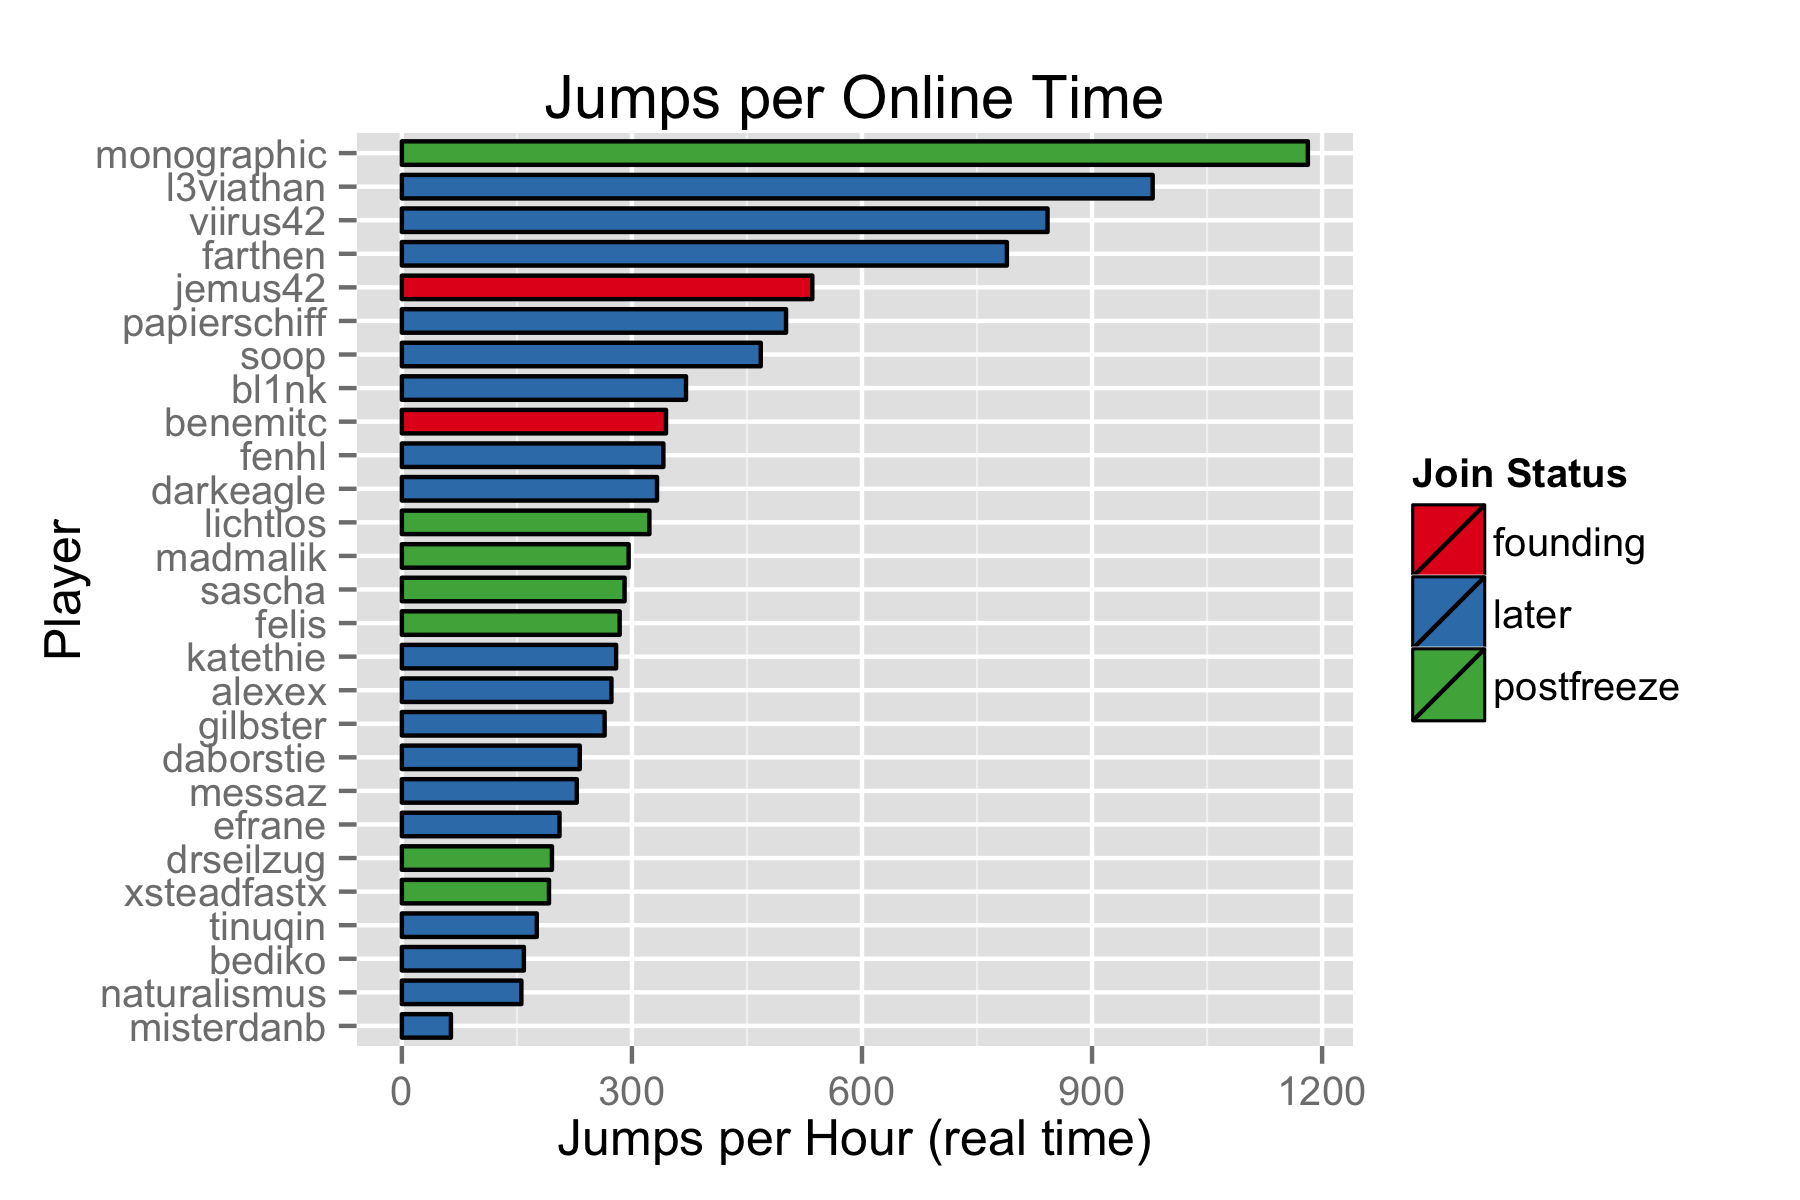 Jumps per Online Time
monographic
l3viathan
viirus42
farthen
jemus42
papierschiff
soop
bl1nk
benemitc
fenhl
darkeagle
lichtlos
madmalik
sascha
felis
katethie
alexex
gilbster
daborstie
messaz
efrane
drseilzug
xsteadfastx
tinuqin
bediko
naturalismus
misterdanb
Player
0 300 600 900 1200
Jumps per Hour (real time)
Join Status
founding
later
postfreeze